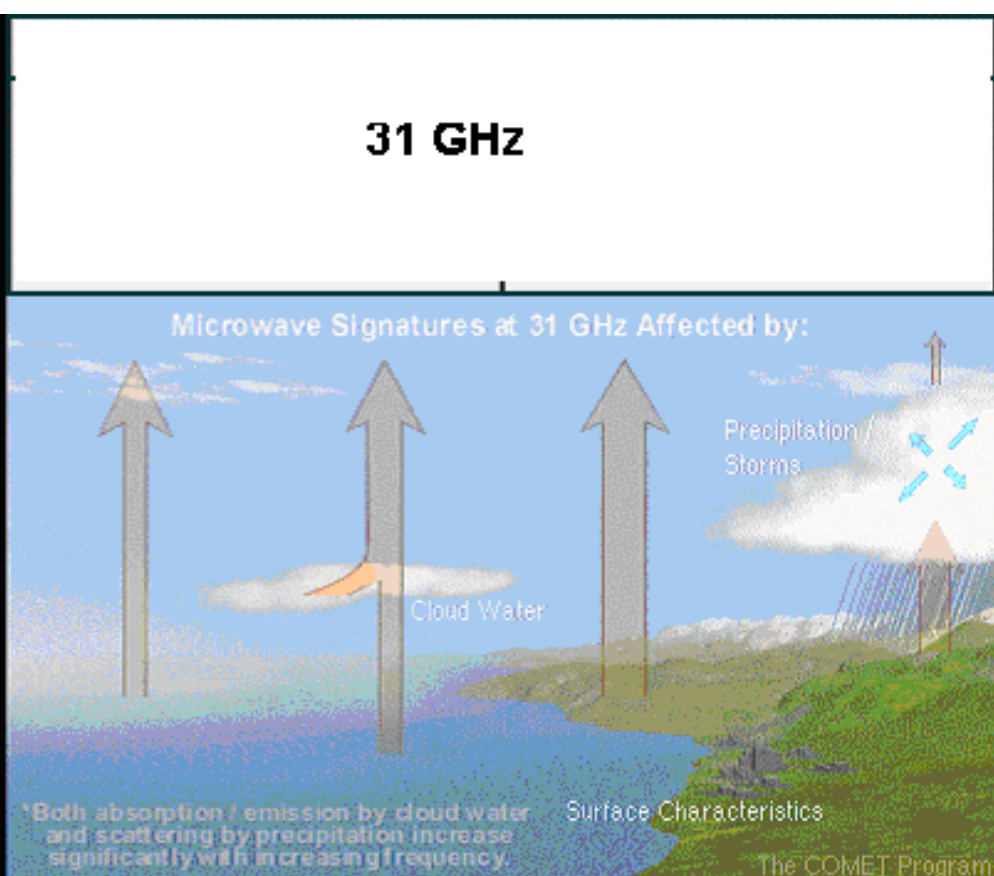 31 GHz
Microwave Signatures at 31 GHz Affected by:
Precipitation /
Storms
Cloud Water
Surface Characteristics
*Both absorption / emission by cloud water
and scattering by precipitation increase
significantly with increasing frequency.
The COMET Program